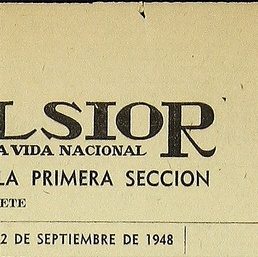 LSIOR
A VIDA NACIONAL
LA PRIMERA SECCION
ETE
2 DE SEPTIEMBRE DE 1948